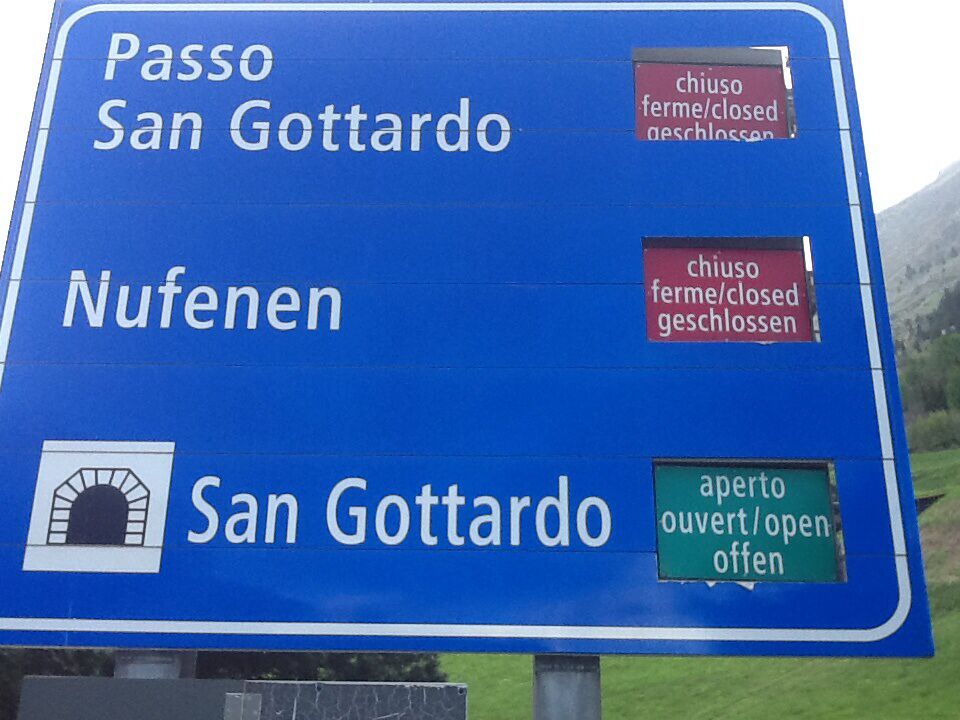 Passo
San Gottardo
chiuso
ferme/closed
geschlossen
Nufenen
chiuso
ferme/closed
geschlossen
San Gottardo
aperto
ouvert/open
offen